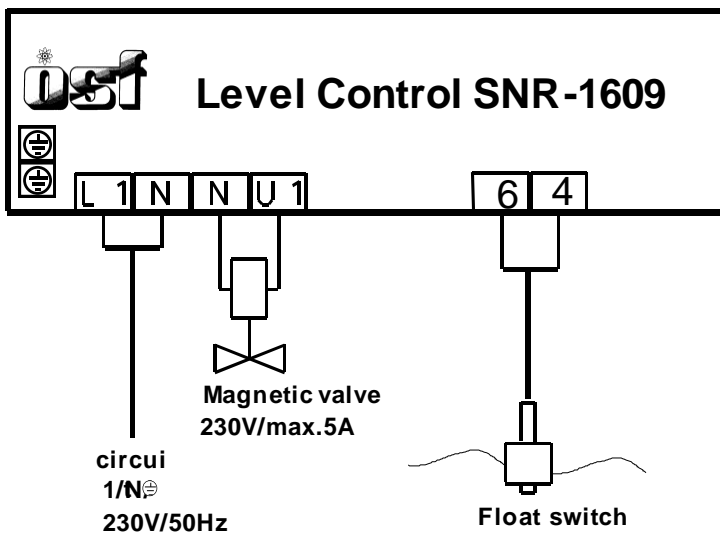 osf
Level Control SNR-1609
L 1 N N U 1
6 4
Magnetic valve
230V/max.5A
circui
1/N
230V/50Hz
Float switch